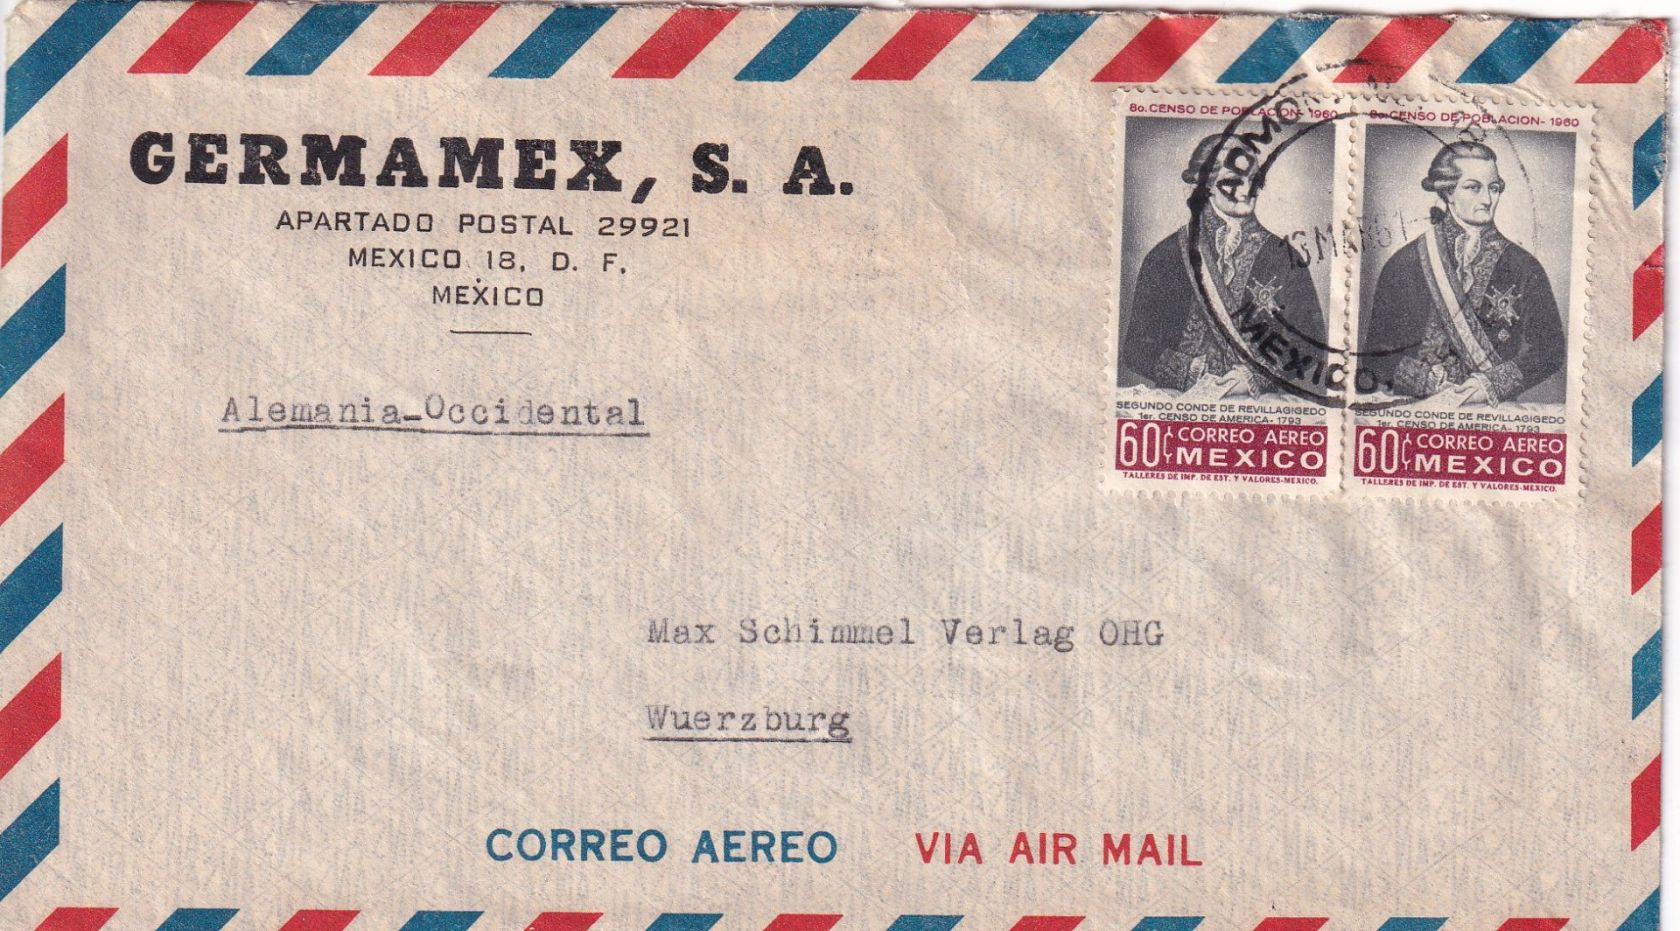 GERMAMEX, S. A.
APARTADO POSTAL 29921
MEXICO 18, D. F.
MEXICO
8o. CENSO DE POBLACION- 1960
SEGUNDO CONDE DE REVILLAGIGEDO
1er. CENSO DE AMERICA- 1793
60¢ CORREO AEREO
MEXICO
TALLERES DE IMP. DE EST. Y VALORES-MEXICO.
8o. CENSO DE POBLACION- 1960
SEGUNDO CONDE DE REVILLAGIGEDO
1er. CENSO DE AMERICA- 1793
60¢ CORREO AEREO
MEXICO
TALLERES DE IMP. DE EST. Y VALORES-MEXICO.
ADMON
MEXICO.
Alemania-Occidental
Max Schimmel Verlag OHG
Wuerzburg
CORREO AEREO VIA AIR MAIL